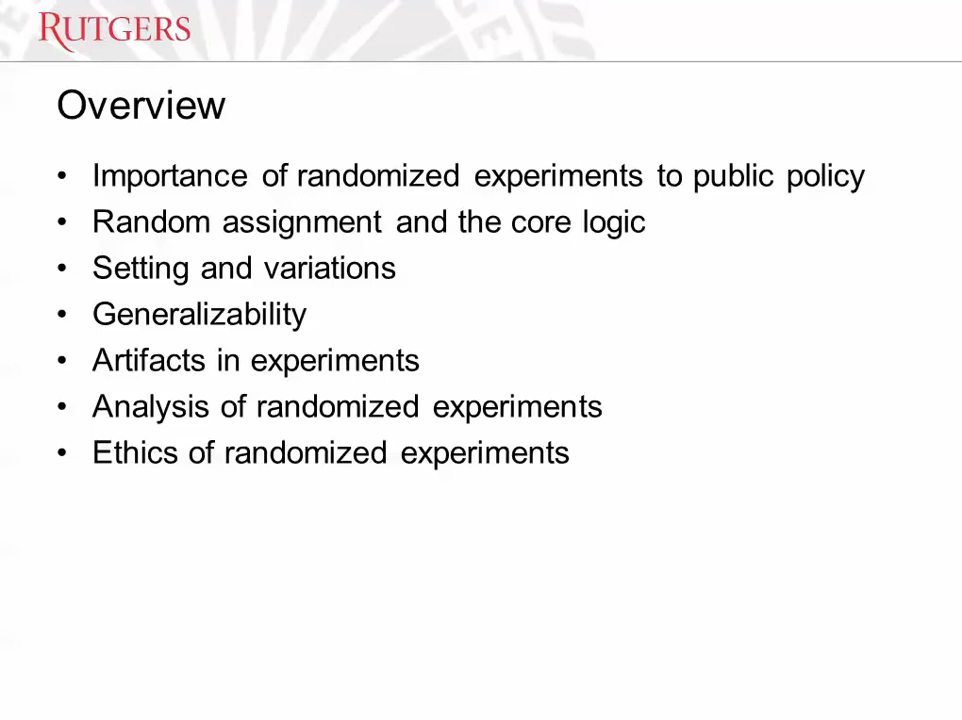 RUTGERS
Overview
• Importance of randomized experiments to public policy
• Random assignment and the core logic
• Setting and variations
• Generalizability
• Artifacts in experiments
• Analysis of randomized experiments
• Ethics of randomized experiments